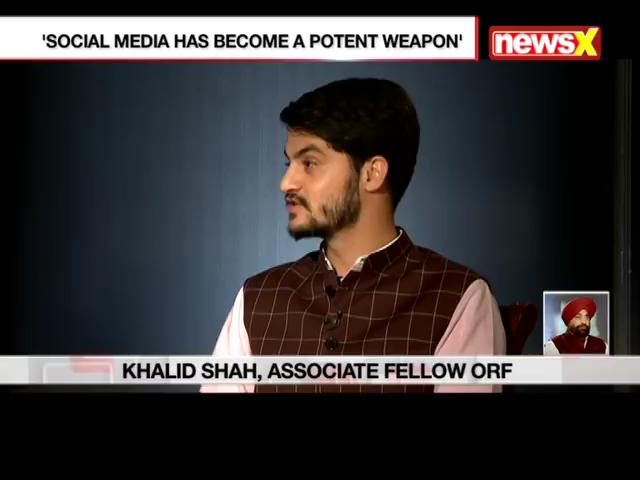 'SOCIAL MEDIA HAS BECOME A POTENT WEAPON'
newsX
KHALID SHAH, ASSOCIATE FELLOW ORF